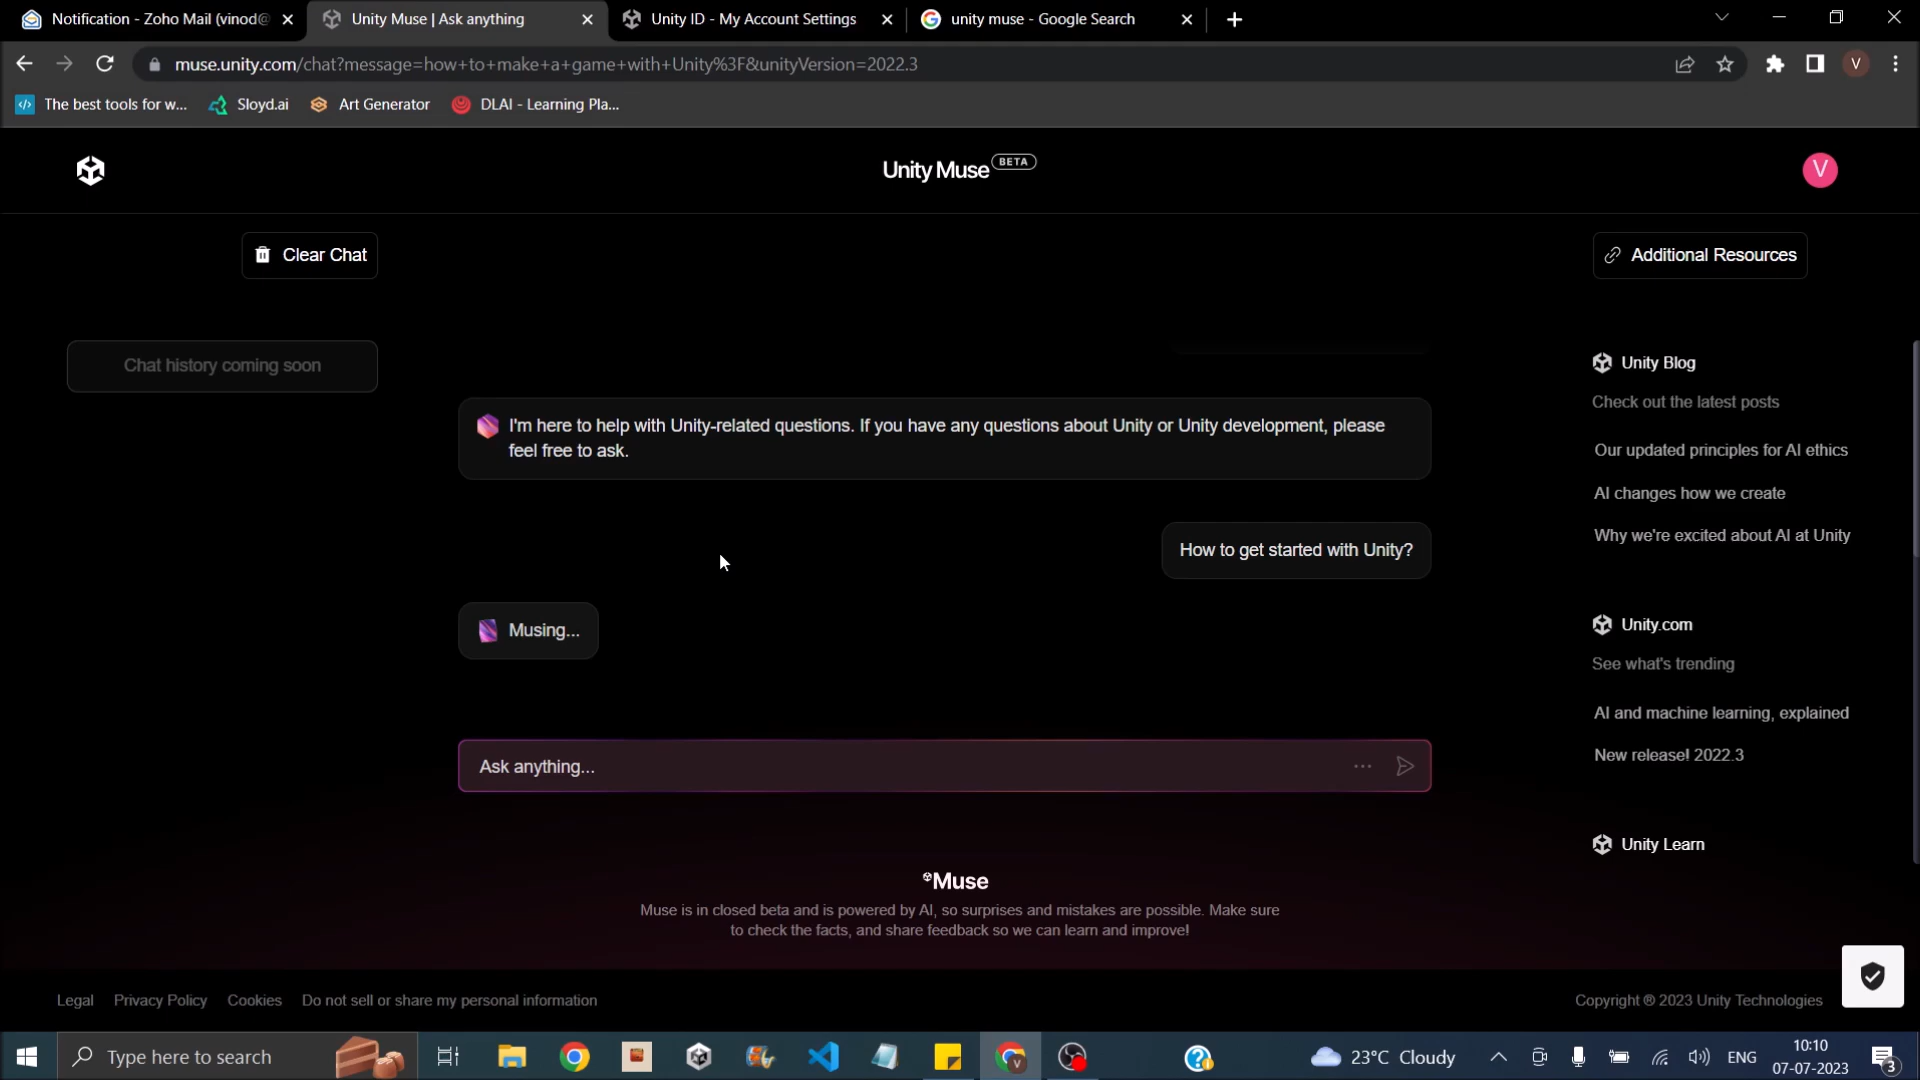 Notification - Zoho Mail (vinod@
Unity Muse | Ask anything
Unity ID - My Account Settings
unity muse - Google Search
muse.unity.com/chat?message=how+to+make+a+game+with+Unity%3F&unityVersion=2022.3
V
The best tools for w...
Sloyd.ai
Art Generator
DLAI - Learning Pla...
Unity Muse BETA
V
Clear Chat
Additional Resources
Chat history coming soon
I'm here to help with Unity-related questions. If you have any questions about Unity or Unity development, please
feel free to ask.
How to get started with Unity?
Musing...
Ask anything...
Unity Blog
Check out the latest posts
Our updated principles for AI ethics
AI changes how we create
Why we're excited about AI at Unity
Unity.com
See what's trending
AI and machine learning, explained
New release! 2022.3
Unity Learn
Muse
Muse is in closed beta and is powered by AI, so surprises and mistakes are possible. Make sure
to check the facts, and share feedback so we can learn and improve!
Legal
Privacy Policy
Cookies
Do not sell or share my personal information
Copyright ® 2023 Unity Technologies
Type here to search
V
23°C Cloudy
ENG
10:10
07-07-2023
3